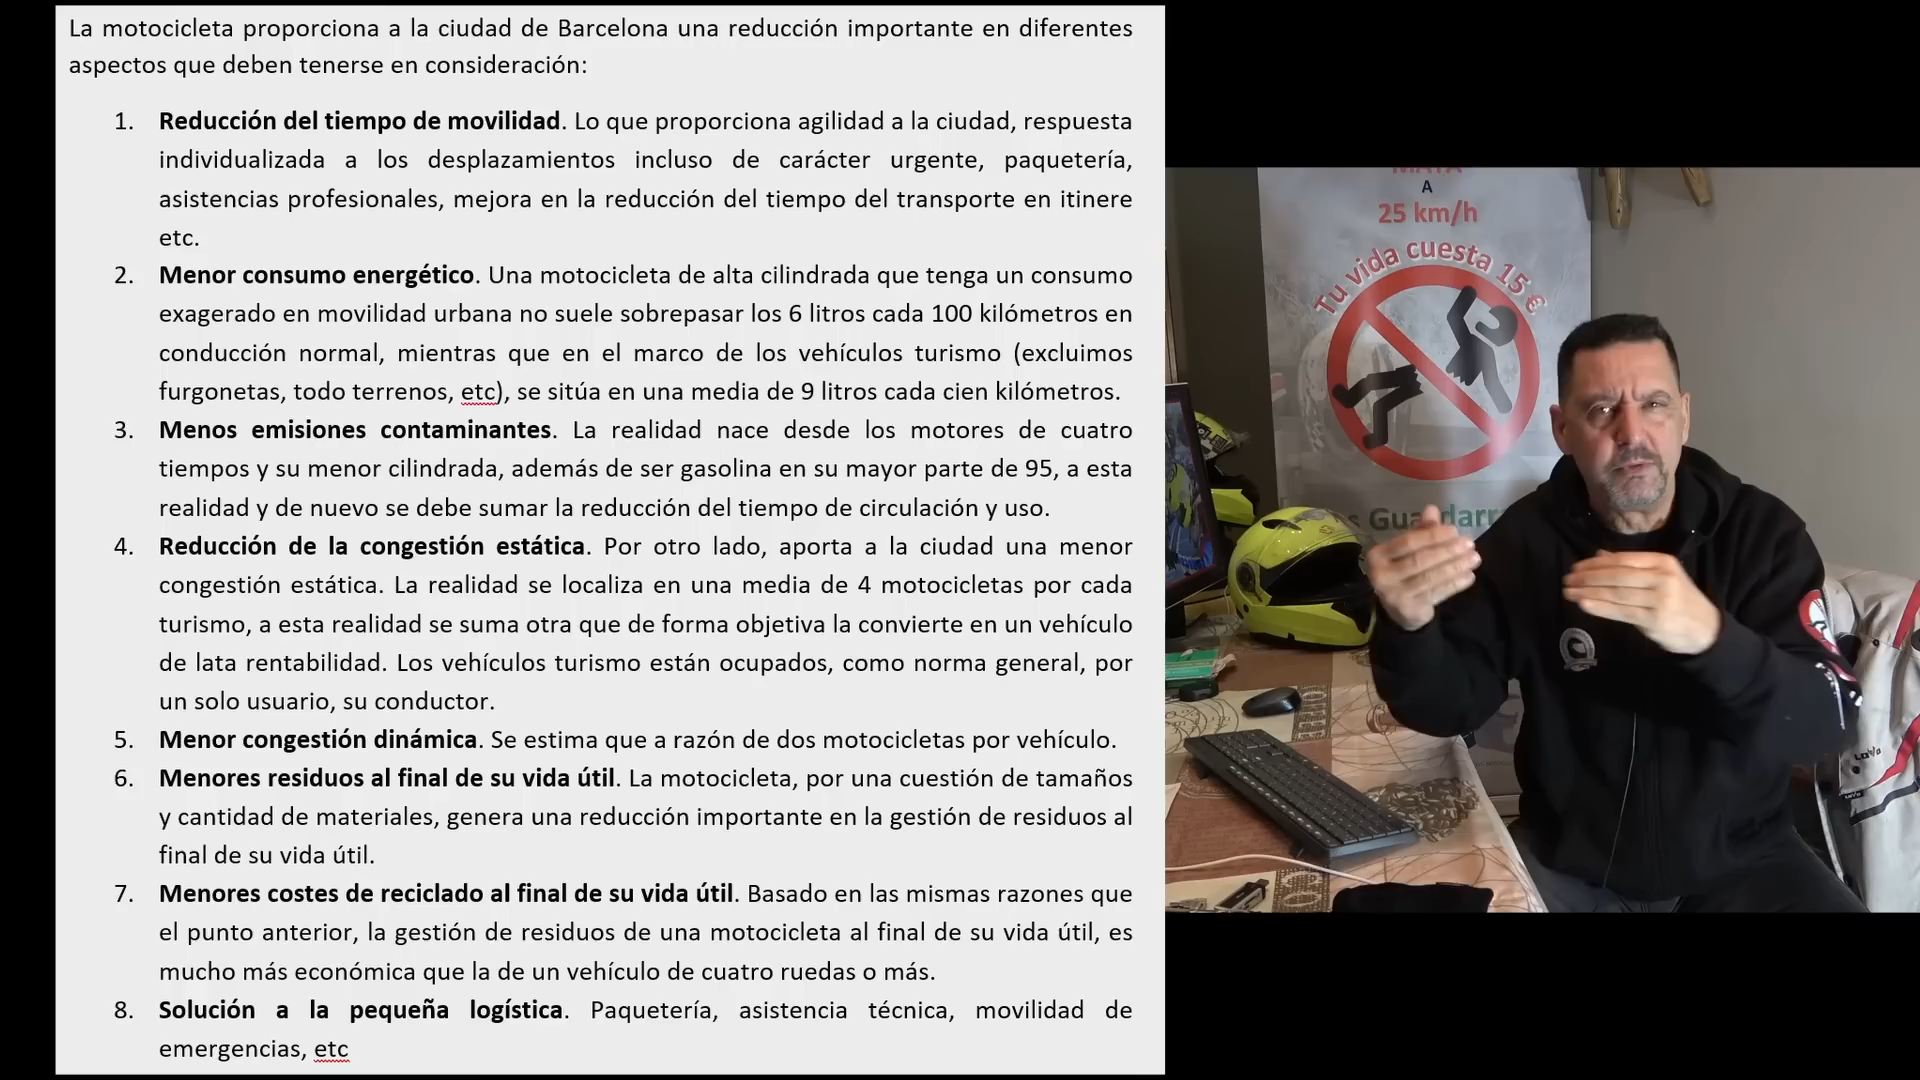 La motocicleta proporciona a la ciudad de Barcelona una reducción importante en diferentes
aspectos que deben tenerse en consideración:
1. Reducción del tiempo de movilidad. Lo que proporciona agilidad a la ciudad, respuesta
individualizada a los desplazamientos incluso de carácter urgente, paquetería,
asistencias profesionales, mejora en la reducción del tiempo del transporte en itinere
etc.
2. Menor consumo energético. Una motocicleta de alta cilindrada que tenga un consumo
exagerado en movilidad urbana no suele sobrepasar los 6 litros cada 100 kilómetros en
conducción normal, mientras que en el marco de los vehículos turismo (excluimos
furgonetas, todo terrenos, etc), se sitúa en una media de 9 litros cada cien kilómetros.
3. Menos emisiones contaminantes. La realidad nace desde los motores de cuatro
tiempos y su menor cilindrada, además de ser gasolina en su mayor parte de 95, a esta
realidad y de nuevo se debe sumar la reducción del tiempo de circulación y uso.
4. Reducción de la congestión estática. Por otro lado, aporta a la ciudad una menor
congestión estática. La realidad se localiza en una media de 4 motocicletas por cada
turismo, a esta realidad se suma otra que de forma objetiva la convierte en un vehículo
de lata rentabilidad. Los vehículos turismo están ocupados, como norma general, por
un solo usuario, su conductor.
5. Menor congestión dinámica. Se estima que a razón de dos motocicletas por vehículo.
6. Menores residuos al final de su vida útil. La motocicleta, por una cuestión de tamaños
y cantidad de materiales, genera una reducción importante en la gestión de residuos al
final de su vida útil.
7. Menores costes de reciclado al final de su vida útil. Basado en las mismas razones que
el punto anterior, la gestión de residuos de una motocicleta al final de su vida útil, es
mucho más económica que la de un vehículo de cuatro ruedas o más.
8. Solución a la pequeña logística. Paquetería, asistencia técnica, movilidad de
emergencias, etc
A
25 km/h
Tu vida cuesta 15 €